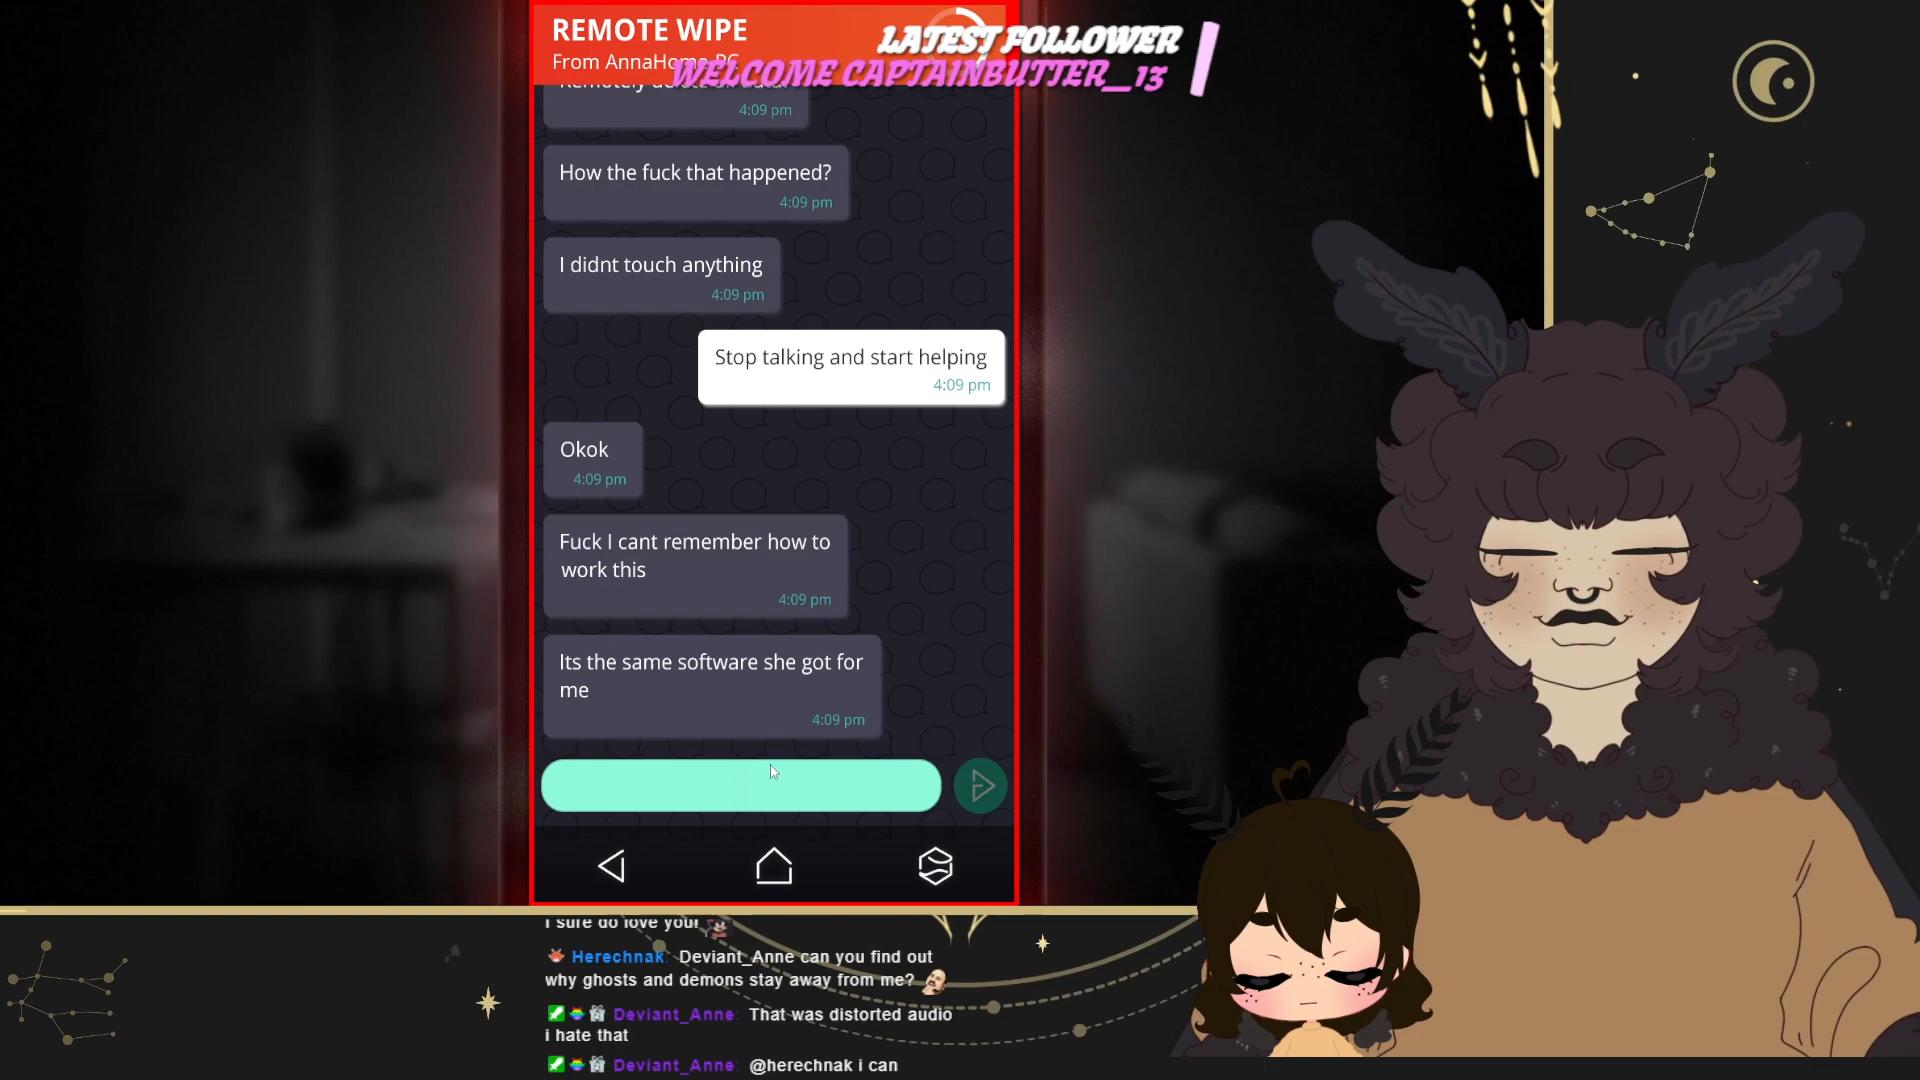 REMOTE WIPE
From AnnaHome-PC
LATEST FOLLOWER
WELCOME CAPTAINBUTTER__13
4:09 pm
How the fuck that happened?
4:09 pm
I didnt touch anything
4:09 pm
Stop talking and start helping
4:09 pm
Okok
4:09 pm
Fuck I cant remember how to
work this
4:09 pm
Its the same software she got for
me
4:09 pm
i sure do love you!
Herechnak: Deviant_Anne can you find out
why ghosts and demons stay away from me?
Deviant_Anne: That was distorted audio
i hate that
Deviant_Anne: @herechnak i can